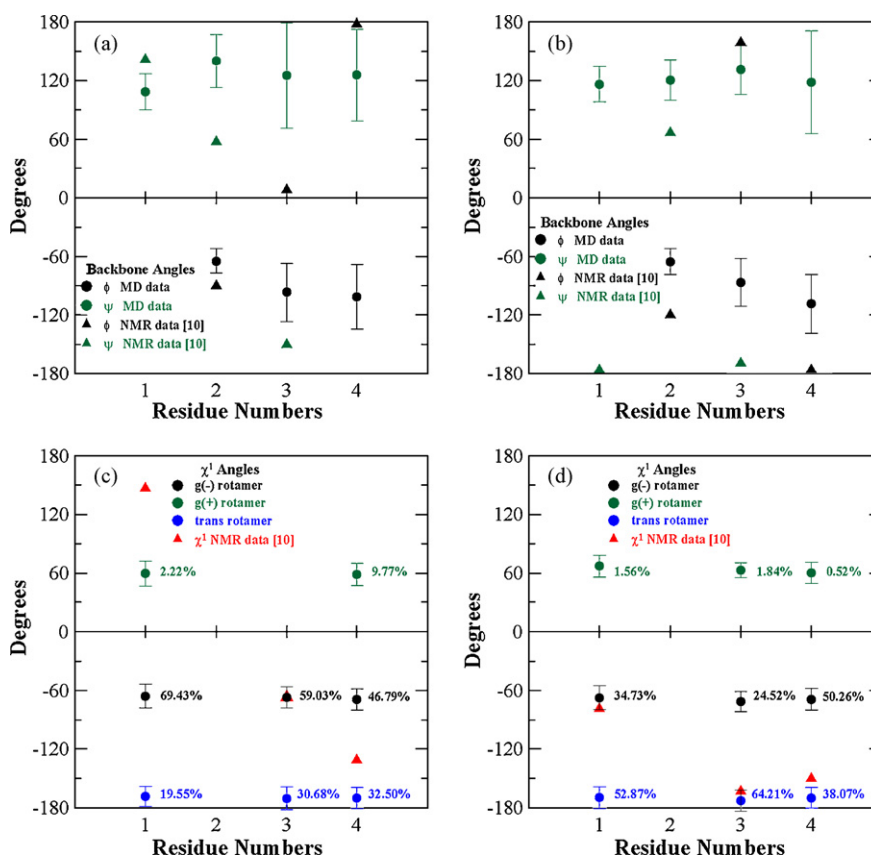 (a)
180
120
60
0
-60
-120
-180
Degrees
Backbone Angles
ϕ MD data
ψ MD data
ϕ NMR data [10]
ψ NMR data [10]
1 2 3 4
Residue Numbers
(b)
180
120
60
0
-60
-120
-180
Degrees
Backbone Angles
ϕ MD data
ψ MD data
ϕ NMR data [10]
ψ NMR data [10]
1 2 3 4
Residue Numbers
(c)
180
120
60
0
-60
-120
-180
Degrees
χ¹ Angles
g(-) rotamer
g(+) rotamer
trans rotamer
χ¹ NMR data [10]
2.22% 9.77%
69.43% 59.03% 46.79%
19.55% 30.68% 32.50%
1 2 3 4
Residue Numbers
(d)
180
120
60
0
-60
-120
-180
Degrees
χ¹ Angles
g(-) rotamer
g(+) rotamer
trans rotamer
χ¹ NMR data [10]
1.56% 1.84% 0.52%
34.73% 24.52% 50.26%
52.87% 64.21% 38.07%
1 2 3 4
Residue Numbers